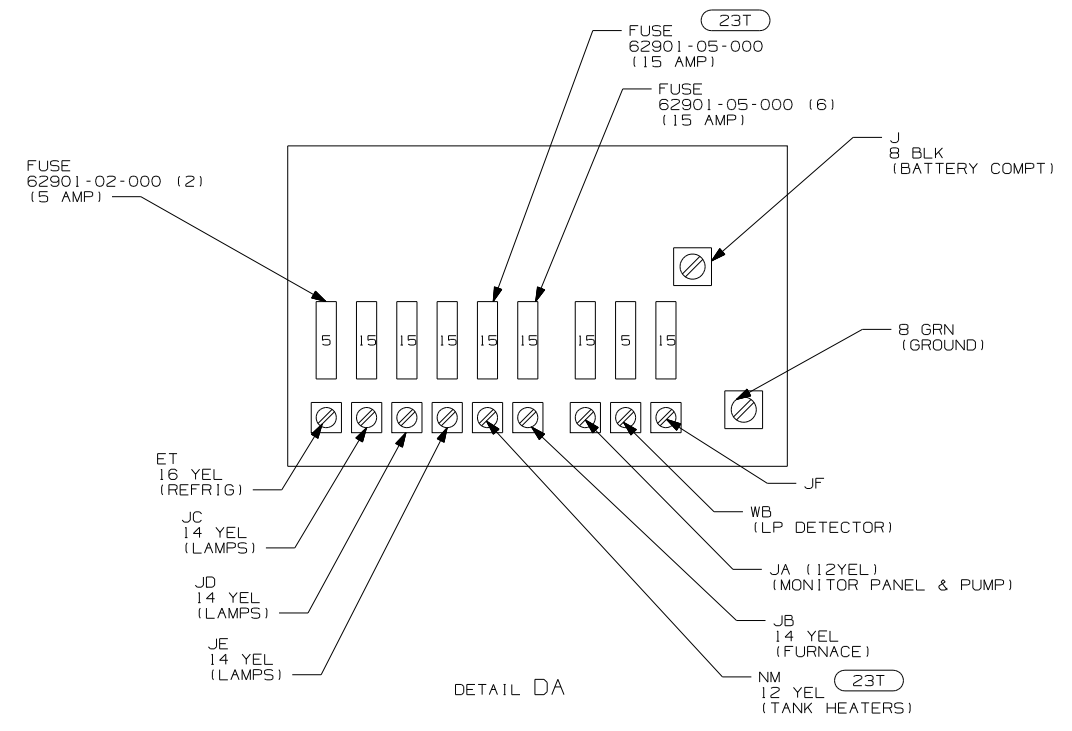 23T
FUSE
62901-05-000
(15 AMP)
FUSE
62901-05-000 (6)
(15 AMP)
J
8 BLK
(BATTERY COMPT)
FUSE
62901-02-000 (2)
(5 AMP)
8 GRN
(GROUND)
5 15 15 15 15 15 15 5 15
ET
16 YEL
(REFRIG)
JC
14 YEL
(LAMPS)
JD
14 YEL
(LAMPS)
JE
14 YEL
(LAMPS)
JF
WB
(LP DETECTOR)
JA (12YEL)
(MONITOR PANEL & PUMP)
JB
14 YEL
(FURNACE)
NM
12 YEL
23T
(TANK HEATERS)
DETAIL DA